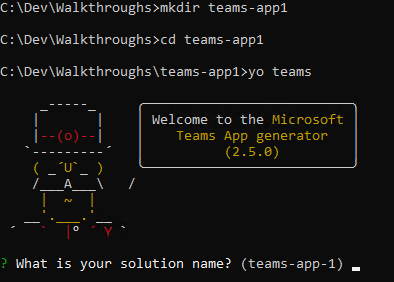 C:\Dev\Walkthroughs>mkdir teams-app1
C:\Dev\Walkthroughs>cd teams-app1
C:\Dev\Walkthroughs\teams-app1>yo teams
Welcome to the Microsoft
Teams App generator
(2.5.0)
? What is your solution name? (teams-app-1)